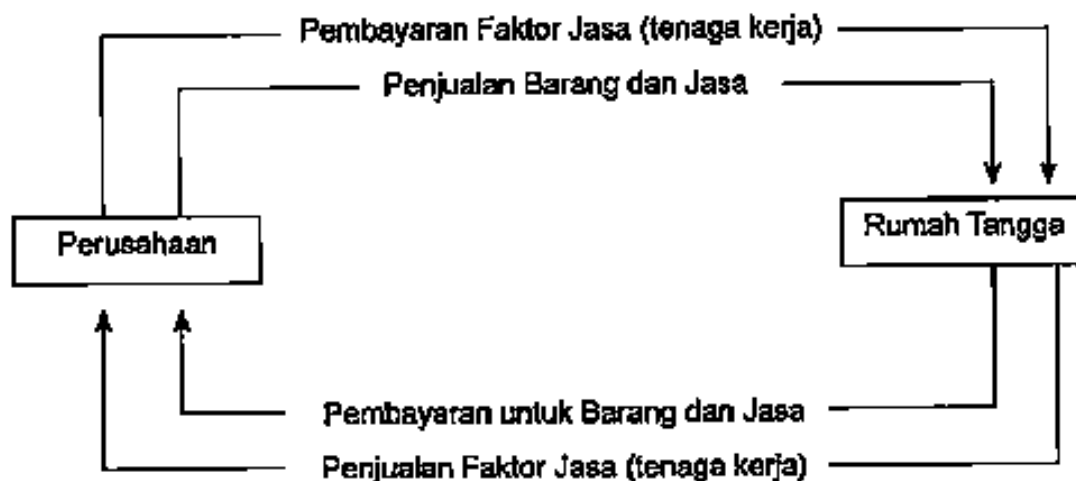 Pembayaran Faktor Jasa (tenaga kerja)
Penjualan Barang dan Jasa
Perusahaan
Rumah Tangga
Pembayaran untuk Barang dan Jasa
Penjualan Faktor Jasa (tenaga kerja)